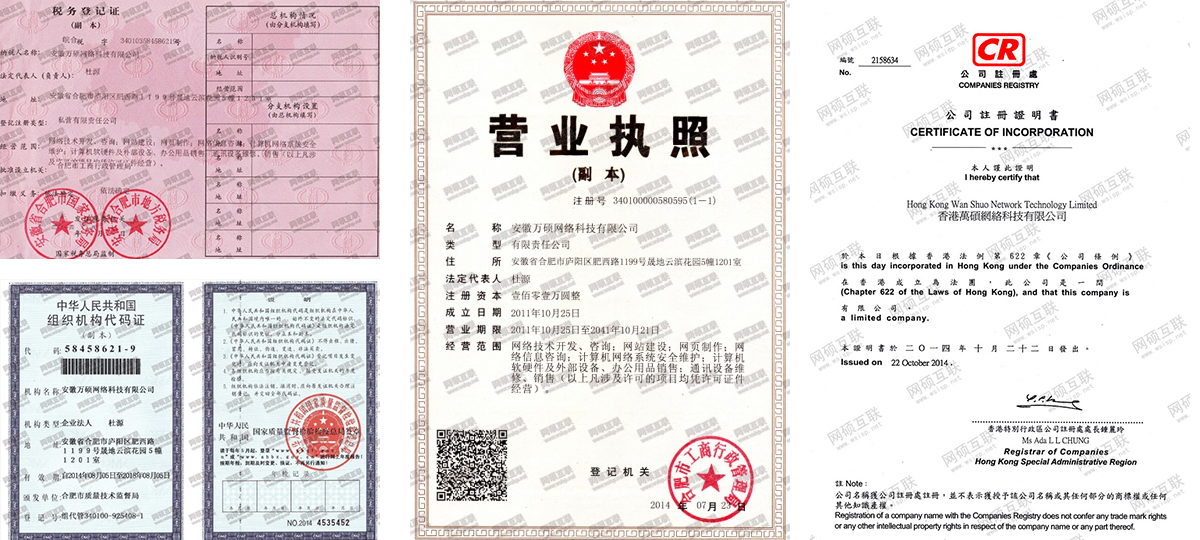 税务登记证
(副 本)
皖合税 字 340103584586219号
纳税人名称: 安徽万硕网络科技有限公司
法定代表人 (负责人): 杜源
地 址: 安徽省合肥市庐阳区肥西路1199号晟地云滨花园5幢1201室
登记注册类型: 私营有限责任公司
经营范围: 网络技术开发、咨询; 网站建设; 网页制作; 网络信息咨询; 计算机网络系统安全
维护; 计算机软硬件及外部设备、办公用品销售; 通讯设备维修、销售 (以上凡涉
及许可的项目均凭许可证件经营)。
批准设立机关: 合肥市工商行政管理局
扣缴义务: 依法确定
国家税务总局监制
总机构情况
(由分支机构填写)
名 称
纳税人识别号
地 址
经营范围
分支机构设置
(由总机构填写)
名 称
地 址
名 称
地 址
名 称
地 址
名 称
地 址
中华人民共和国
组织机构代码证
(副 本)
代 码: 58458621-9
机构名称: 安徽万硕网络科技有限公司
机构类型: 企业法人 杜源
地 址: 安徽省合肥市庐阳区肥西路
1199号晟地云滨花园5幢
1201室
有 效 期: 自2014年08月05日至2018年08月05日
颁发单位: 合肥市质量技术监督局
登 记 号: 组代管340100-925408-1
说 明
中华人民
共和国 国家质量监督检验检疫总局签章
年检记录
NO.2014 4535452
营业执照
(副 本)
注册号 340100000580595(1-1)
名 称 安徽万硕网络科技有限公司
类 型 有限责任公司
住 所 安徽省合肥市庐阳区肥西路1199号晟地云滨花园5幢1201室
法定代表人 杜源
注册资本 壹佰零壹万圆整
成立日期 2011年10月25日
营业期限 2011年10月25日至2041年10月21日
经营范围 网络技术开发、咨询; 网站建设; 网页制作; 网
络信息咨询; 计算机网络系统安全维护; 计算机
软硬件及外部设备、办公用品销售; 通讯设备维
修、销售 (以上凡涉及许可的项目均凭许可证件
经营)。
登记机关
2014 年 07月 23日
編號 2158634
No.
CR
公司註冊處
COMPANIES REGISTRY
公司註冊證明書
CERTIFICATE OF INCORPORATION
本人謹此證明
I hereby certify that
Hong Kong Wan Shuo Network Technology Limited
香港萬碩網絡科技有限公司
於本日根據香港法例第622章《公司條例》
is this day incorporated in Hong Kong under the Companies Ordinance
在香港成立為法團，此公司是一間
(Chapter 622 of the Laws of Hong Kong), and that this company is
有限公司。
a limited company.
本證明書於二〇一四年十月二十二日發出。
Issued on 22 October 2014.
香港特別行政區公司註冊處處長鍾麗玲
Ms Ada L L CHUNG
Registrar of Companies
Hong Kong Special Administrative Region
註 Note:
公司名稱獲公司註冊處註冊，並不表示獲授予該公司名稱或其任何部分的商標權或任何
其他知識產權。
Registration of a company name with the Companies Registry does not confer any trade mark rights
or any other intellectual property rights in respect of the company name or any part thereof.
网硕互联
www.wsisp.net